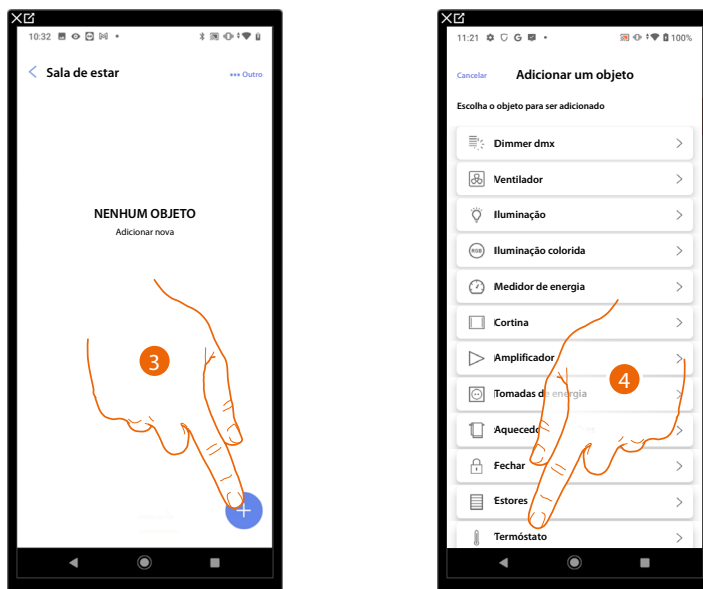 10:32
Sala de estar
••• Outro
NENHUM OBJETO
Adicionar nova
3
11:21
100%
Cancelar
Adicionar um objeto
Escolha o objeto para ser adicionado
Dimmer dmx
Ventilador
Iluminação
RGB
Iluminação colorida
Medidor de energia
Cortina
Amplificador
4
Tomadas de energia
Aquecedo
Fechar
Estores
Termóstato